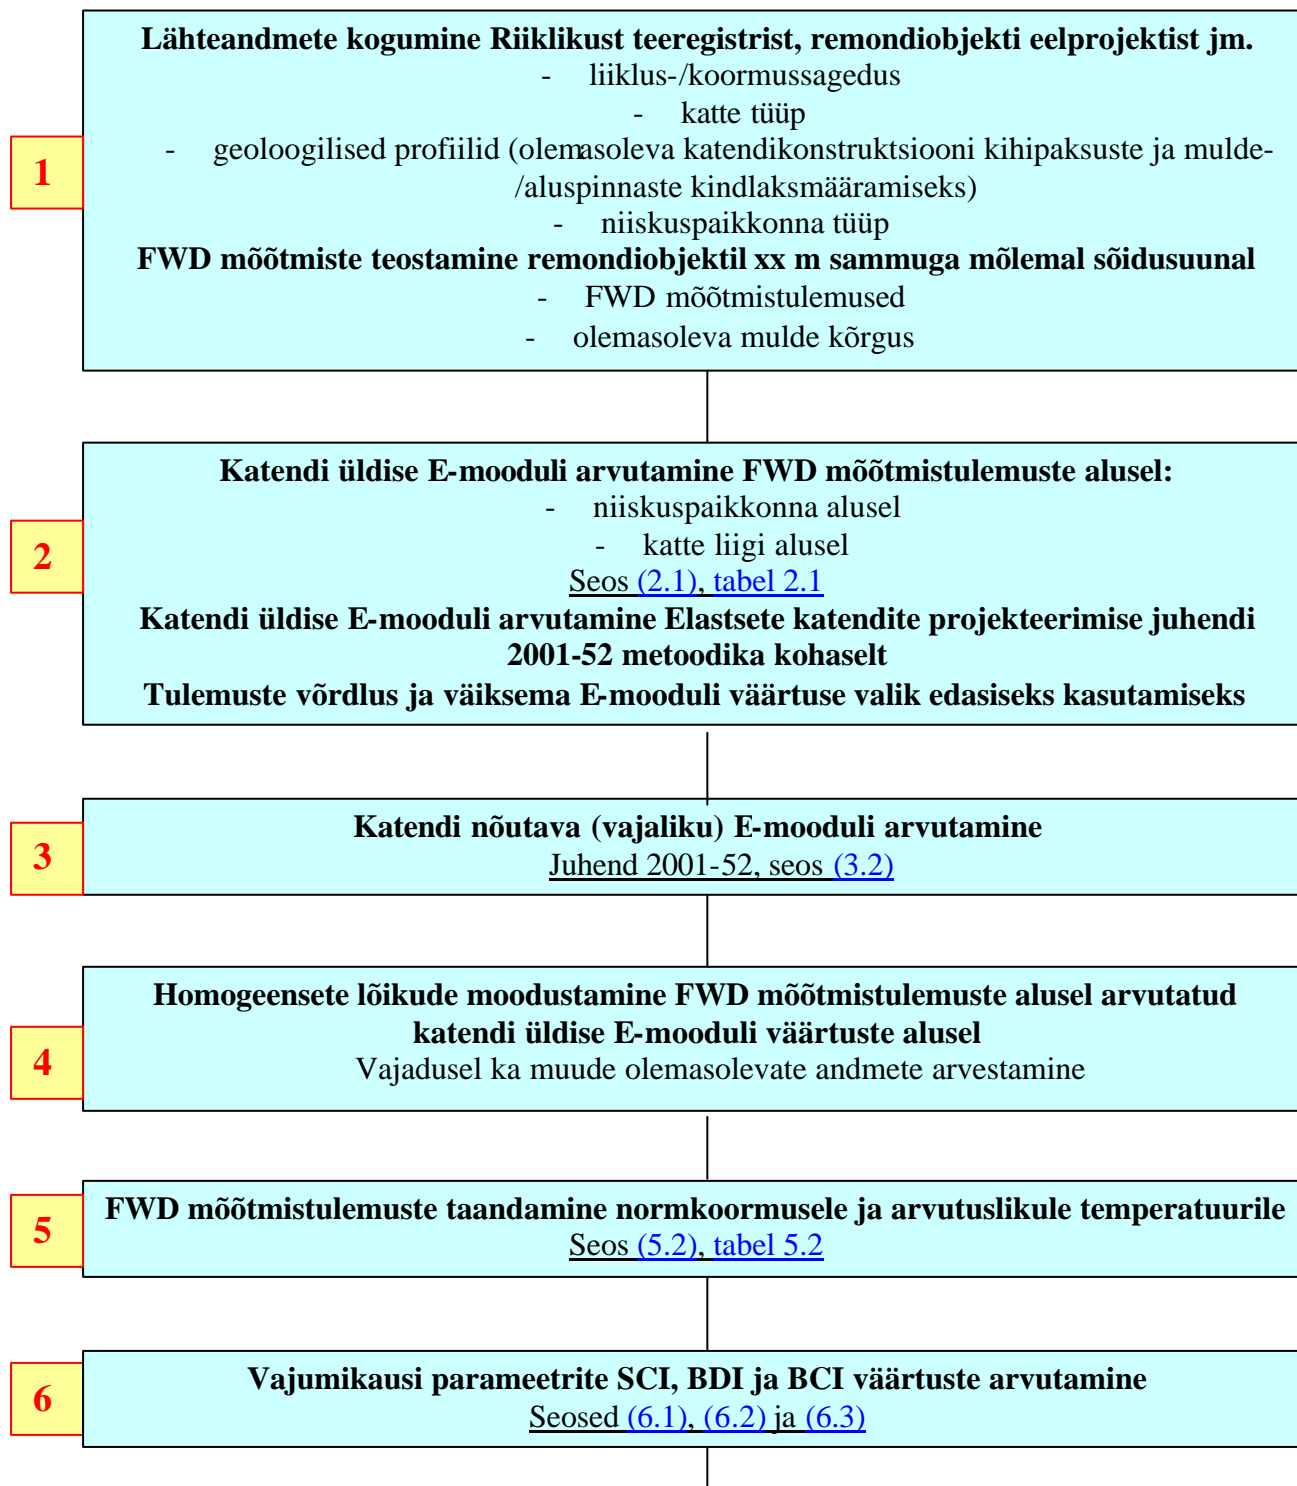 Lähteandmete kogumine Riiklikust teeregistrist, remondiobjekti eelprojektist jm.
- liiklus-/koormussagedus
- katte tüüp
- geoloogilised profiilid (olemasoleva katendikonstruktsiooni kihipaksuste ja mulde-
/aluspinnaste kindlaksmääramiseks)
- niiskuspaikkonna tüüp
FWD mõõtmiste teostamine remondiobjektil xx m sammuga mõlemal sõidusuunal
- FWD mõõtmistulemused
- olemasoleva mulde kõrgus
1
Katendi üldise E-mooduli arvutamine FWD mõõtmistulemuste alusel:
- niiskuspaikkonna alusel
- katte liigi alusel
Seos (2.1), tabel 2.1
Katendi üldise E-mooduli arvutamine Elastsete katendite projekteerimise juhendi
2001-52 metoodika kohaselt
Tulemuste võrdlus ja väiksema E-mooduli väärtuse valik edasiseks kasutamiseks
2
Katendi nõutava (vajaliku) E-mooduli arvutamine
Juhend 2001-52, seos (3.2)
3
Homogeensete lõikude moodustamine FWD mõõtmistulemuste alusel arvutatud
katendi üldise E-mooduli väärtuste alusel
Vajadusel ka muude olemasolevate andmete arvestamine
4
FWD mõõtmistulemuste taandamine normkoormusele ja arvutuslikule temperatuurile
Seos (5.2), tabel 5.2
5
Vajumikausi parameetrite SCI, BDI ja BCI väärtuste arvutamine
Seosed (6.1), (6.2) ja (6.3)
6